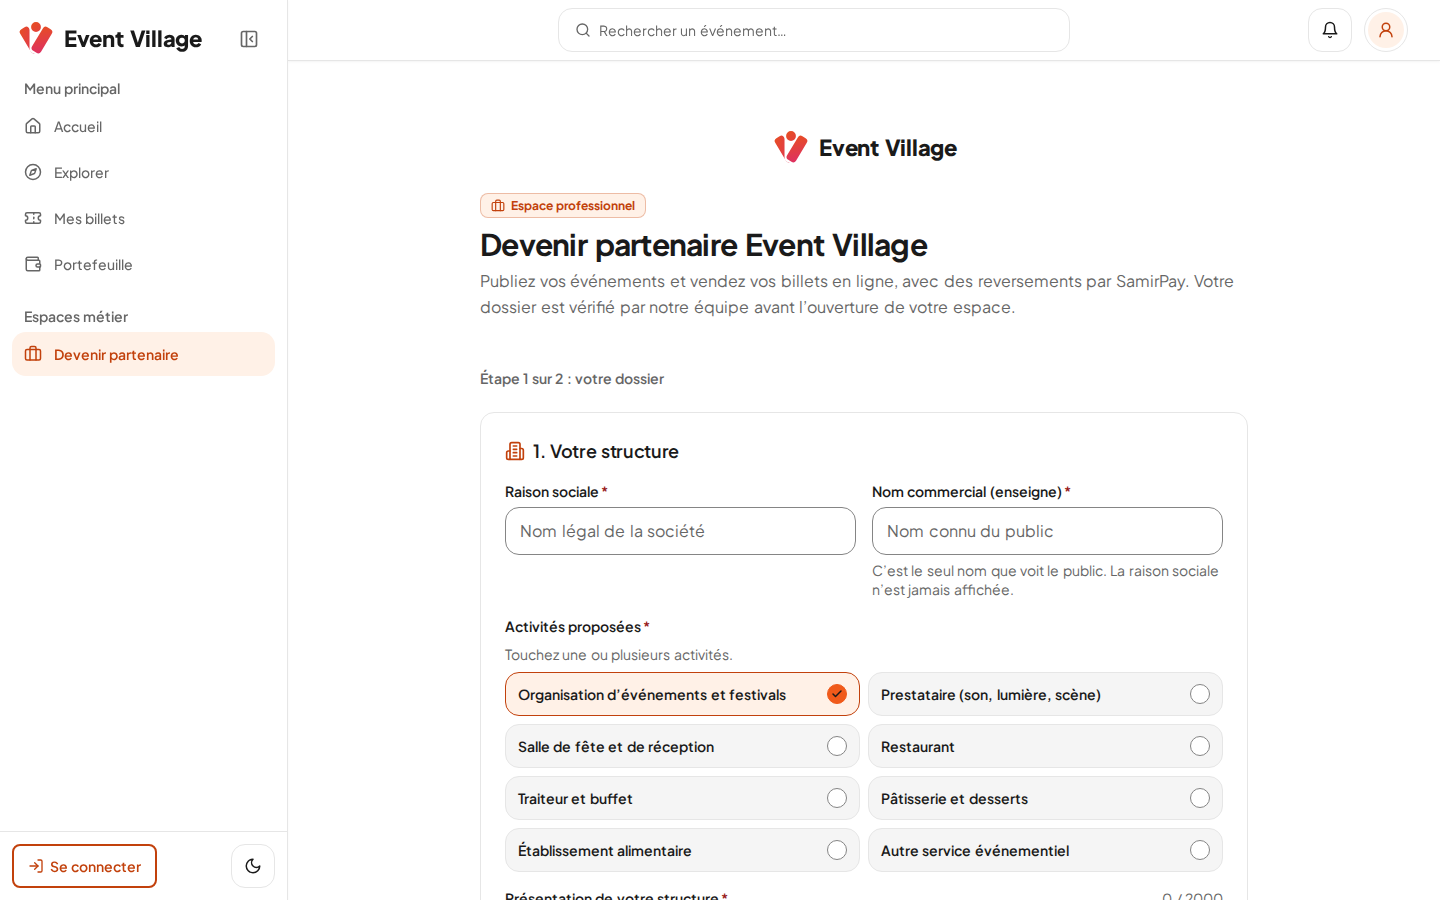 Event Village
Rechercher un événement…
Menu principal
Accueil
Explorer
Mes billets
Portefeuille
Espaces métier
Devenir partenaire
Se connecter
Event Village
Espace professionnel
Devenir partenaire Event Village
Publiez vos événements et vendez vos billets en ligne, avec des reversements par SamirPay. Votre
dossier est vérifié par notre équipe avant l’ouverture de votre espace.
Étape 1 sur 2 : votre dossier
1. Votre structure
Raison sociale *
Nom légal de la société
Nom commercial (enseigne) *
Nom connu du public
C’est le seul nom que voit le public. La raison sociale
n’est jamais affichée.
Activités proposées *
Touchez une ou plusieurs activités.
Organisation d’événements et festivals
Prestataire (son, lumière, scène)
Salle de fête et de réception
Restaurant
Traiteur et buffet
Pâtisserie et desserts
Établissement alimentaire
Autre service événementiel
Présentation de votre structure *
0 / 2000